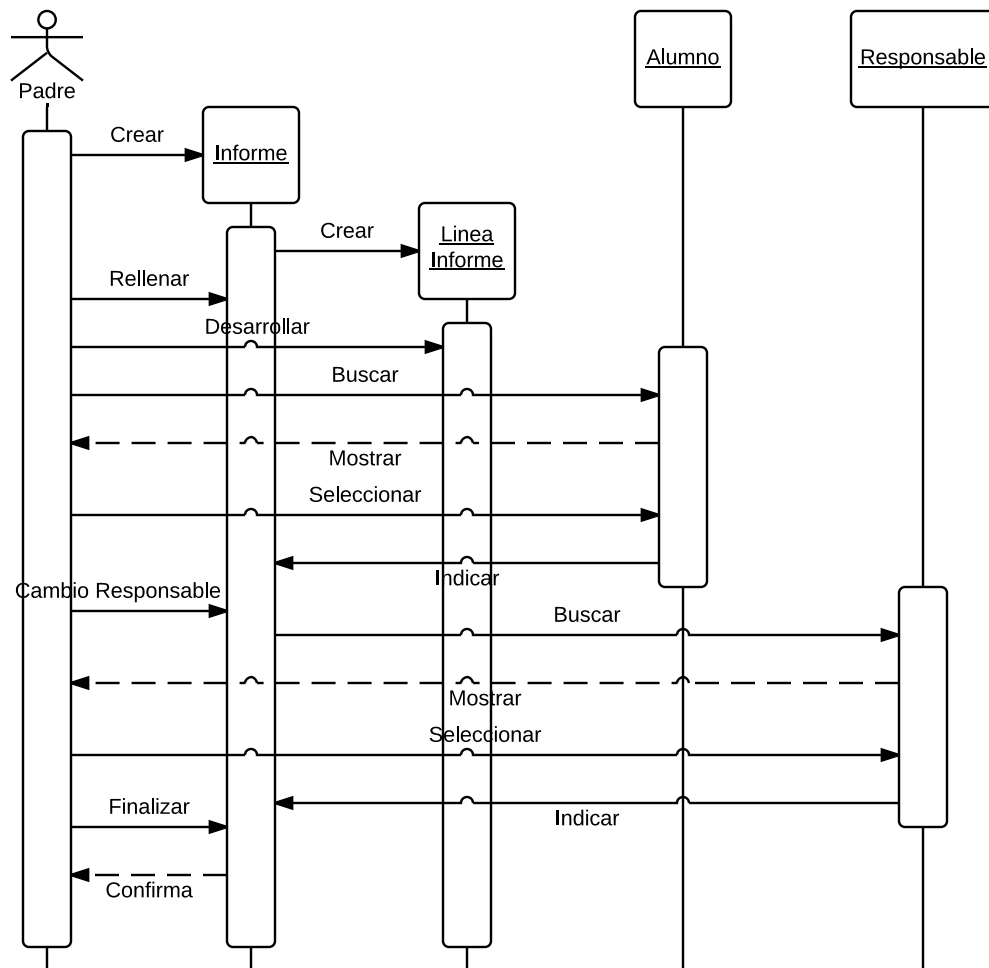 Padre
Alumno
Responsable
Crear
Informe
Crear
Linea
Informe
Rellenar
Desarrollar
Buscar
Mostrar
Seleccionar
Indicar
Cambio Responsable
Buscar
Mostrar
Seleccionar
Finalizar
Indicar
Confirma